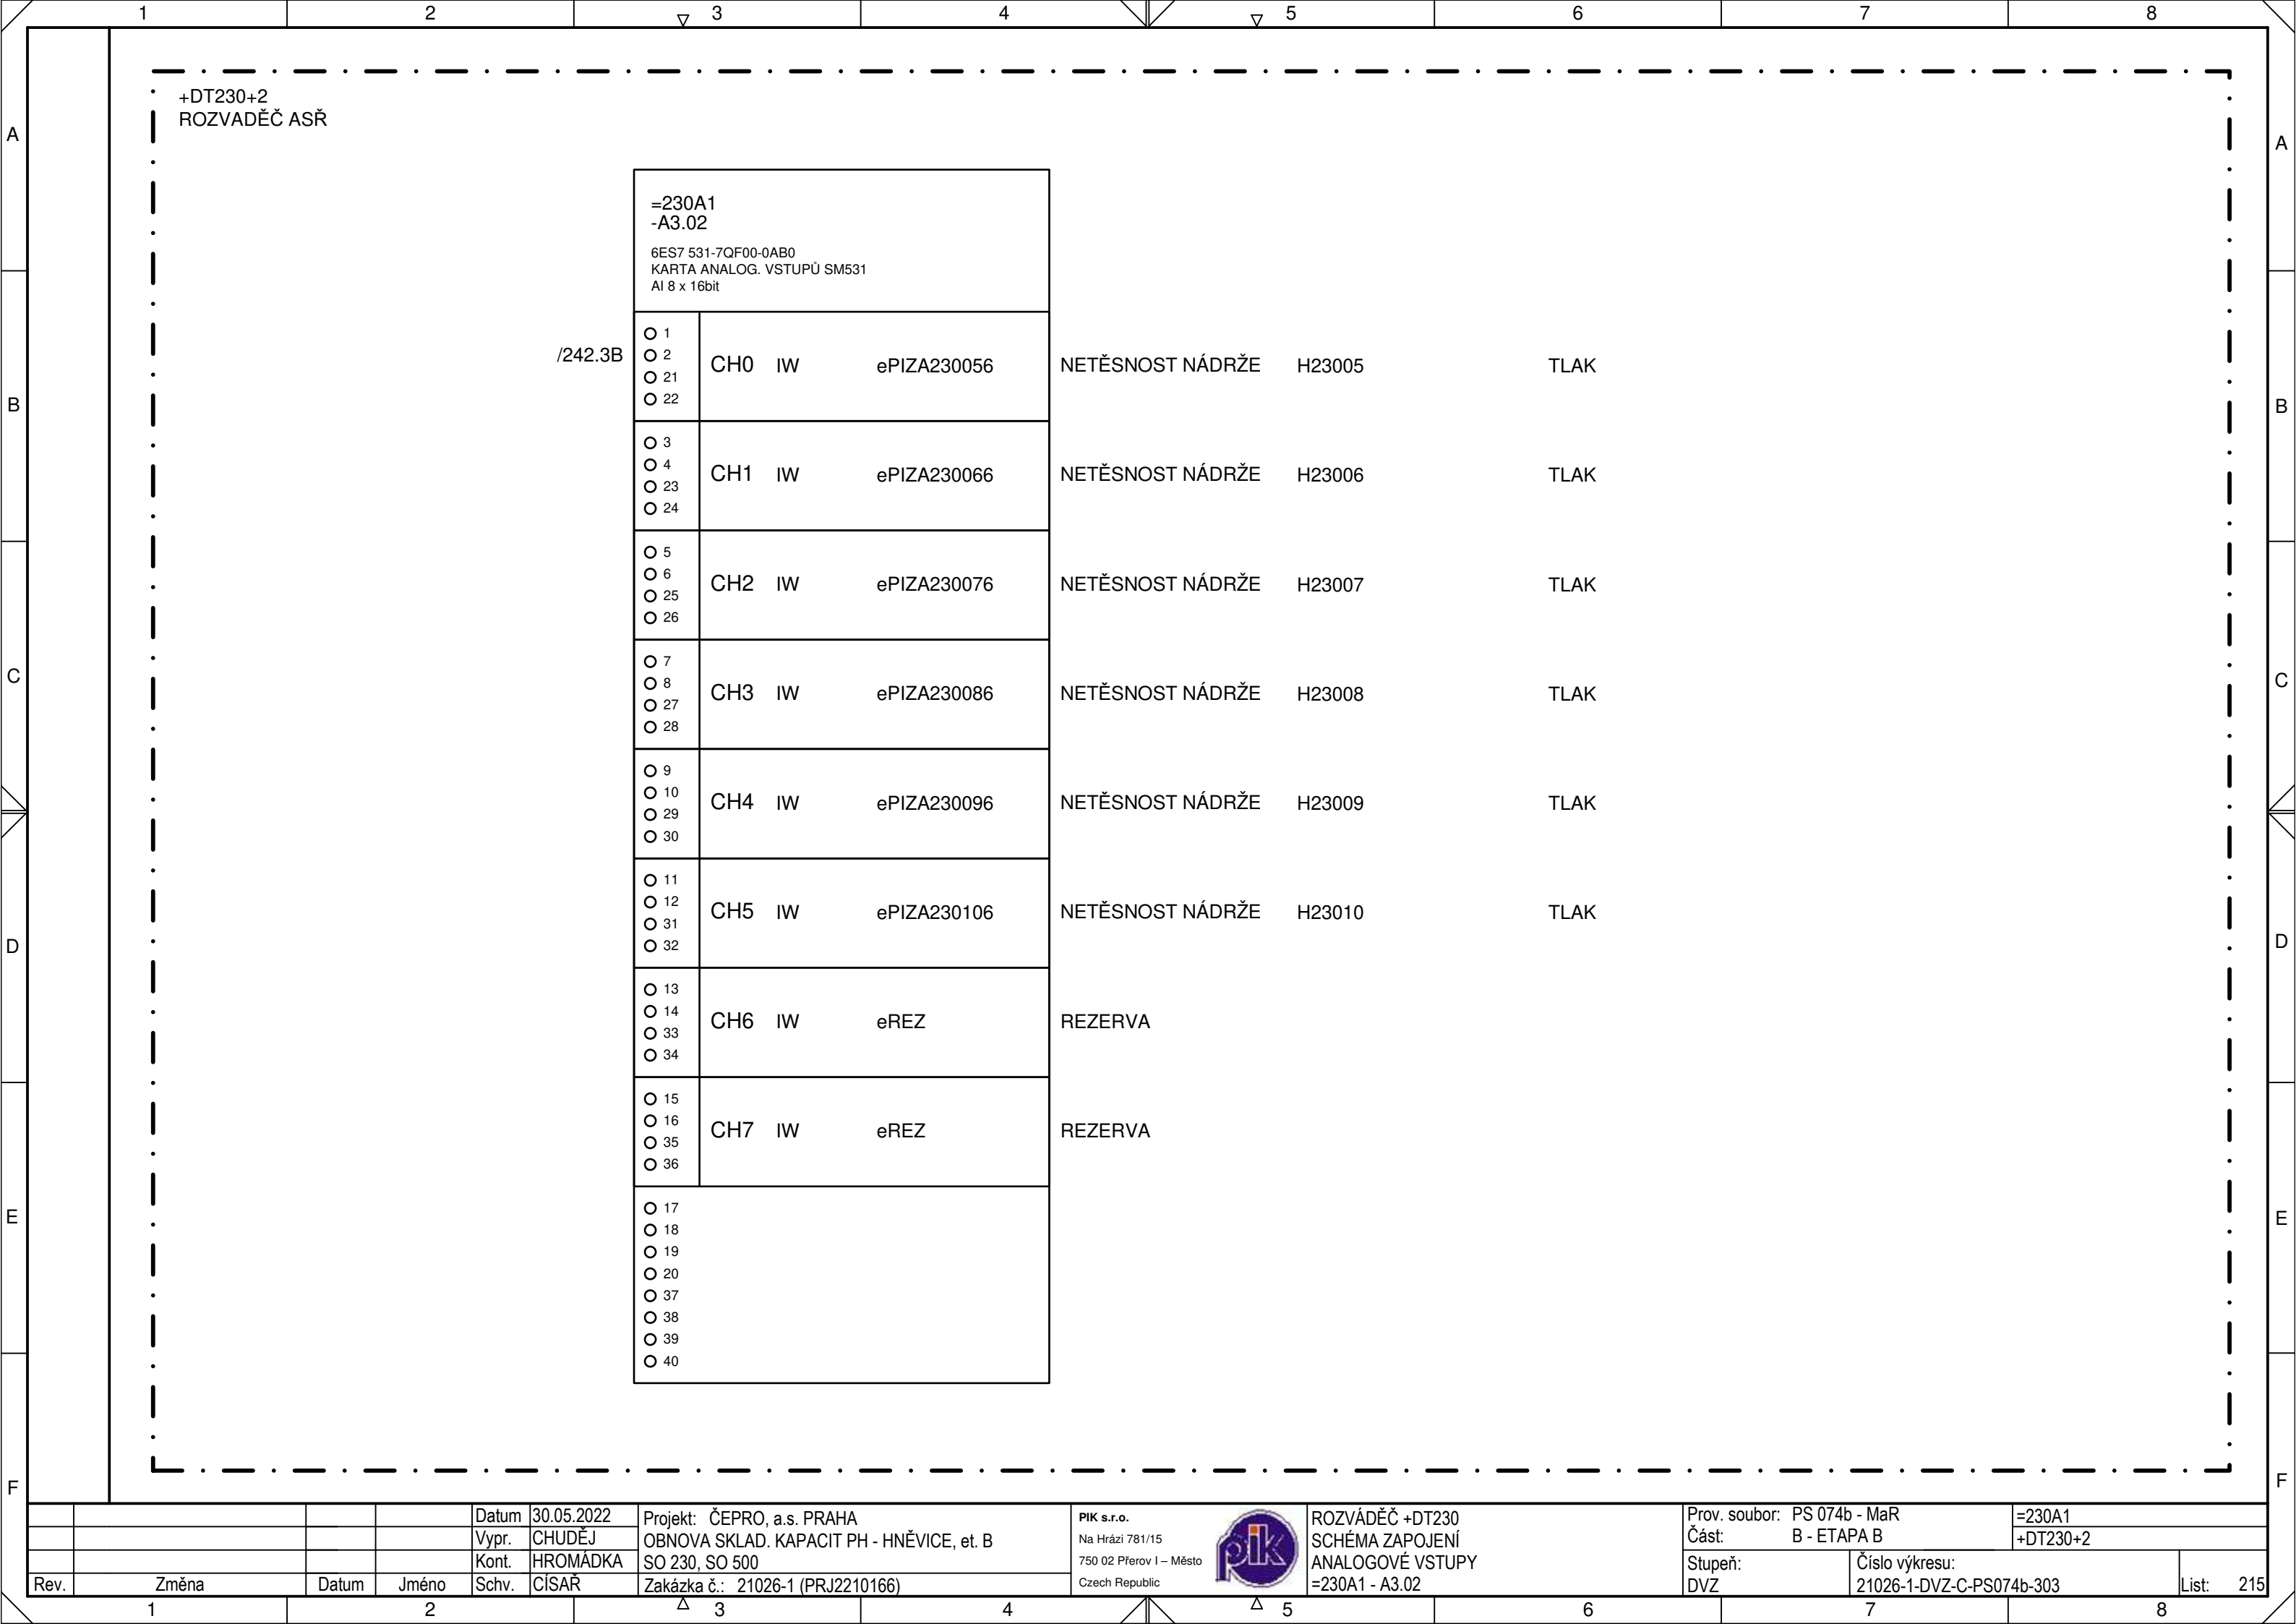 1 2 3 4 5 6 7 8
+DT230+2
ROZVADĚČ ASŘ
A A
B B
C C
D D
E E
F F
=230A1
-A3.02
6ES7 531-7QF00-0AB0
KARTA ANALOG. VSTUPŮ SM531
AI 8 x 16bit
/242.3B
1
2
21
22
CH0 IW ePIZA230056 NETĚSNOST NÁDRŽE H23005 TLAK
3
4
23
24
CH1 IW ePIZA230066 NETĚSNOST NÁDRŽE H23006 TLAK
5
6
25
26
CH2 IW ePIZA230076 NETĚSNOST NÁDRŽE H23007 TLAK
7
8
27
28
CH3 IW ePIZA230086 NETĚSNOST NÁDRŽE H23008 TLAK
9
10
29
30
CH4 IW ePIZA230096 NETĚSNOST NÁDRŽE H23009 TLAK
11
12
31
32
CH5 IW ePIZA230106 NETĚSNOST NÁDRŽE H23010 TLAK
13
14
33
34
CH6 IW eREZ REZERVA
15
16
35
36
CH7 IW eREZ REZERVA
17
18
19
20
37
38
39
40
Rev. Změna Datum Jméno
Datum 30.05.2022
Vypr. CHUDĚJ
Kont. HROMÁDKA
Schv. CÍSAŘ
Projekt: ČEPRO, a.s. PRAHA
OBNOVA SKLAD. KAPACIT PH - HNĚVICE, et. B
SO 230, SO 500
Zakázka č.: 21026-1 (PRJ2210166)
PIK s.r.o.
Na Hrázi 781/15
750 02 Přerov I – Město
Czech Republic
pik
ROZVÁDĚČ +DT230
SCHÉMA ZAPOJENÍ
ANALOGOVÉ VSTUPY
=230A1 - A3.02
Prov. soubor: PS 074b - MaR
Část: B - ETAPA B
=230A1
+DT230+2
Stupeň:
DVZ
Číslo výkresu:
21026-1-DVZ-C-PS074b-303
List: 215
1 2 3 4 5 6 7 8